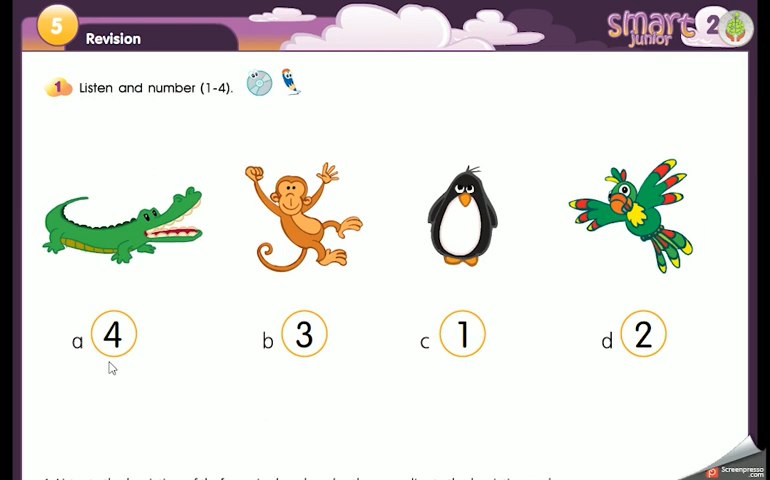 5 Revision
smart 2
junior
1 Listen and number (1-4).
a 4 b 3 c 1 d 2
Screenpresso